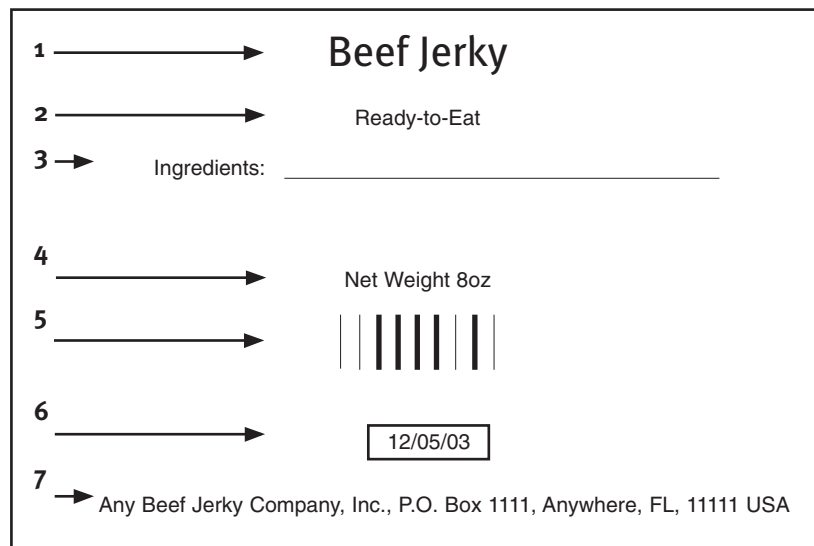 1 Beef Jerky
2 Ready-to-Eat
3 Ingredients:
4
Net Weight 8oz
5
6
12/05/03
7
Any Beef Jerky Company, Inc., P.O. Box 1111, Anywhere, FL, 11111 USA